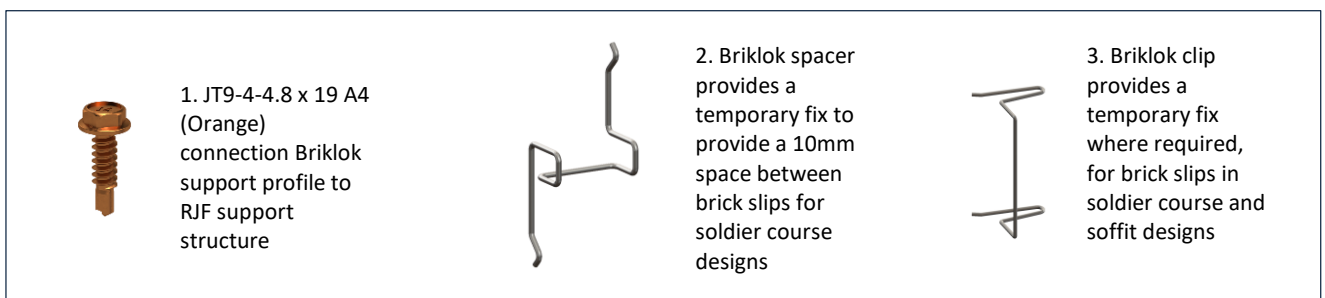 1. JT9-4-4.8 x 19 A4
(Orange)
connection Briklok
support profile to
RJF support
structure
2. Briklok spacer
provides a
temporary fix to
provide a 10mm
space between
brick slips for
soldier course
designs
3. Briklok clip
provides a
temporary fix
where required,
for brick slips in
soldier course and
soffit designs